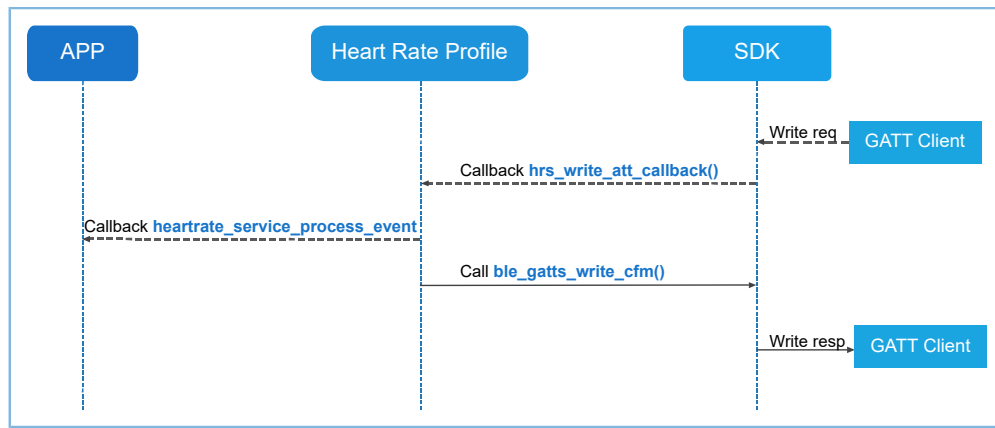 APP
Heart Rate Profile
SDK
Write req
GATT Client
Callback hrs_write_att_callback()
Callback heartrate_service_process_event
Call ble_gatts_write_cfm()
Write resp
GATT Client